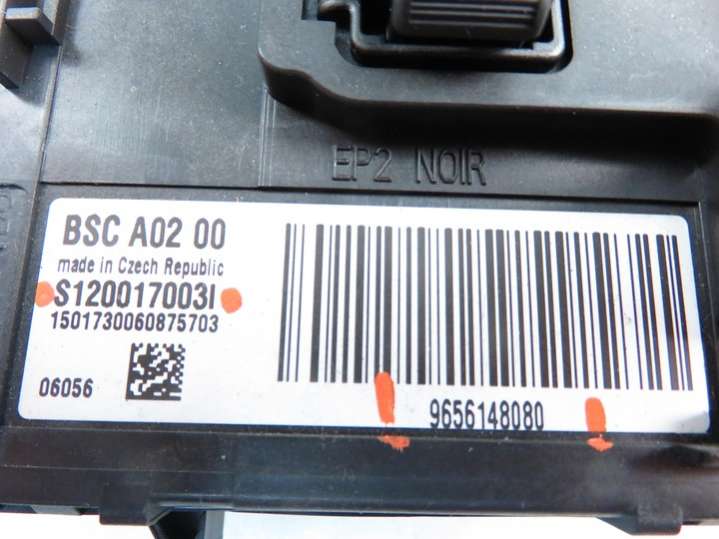 EP2 NOIR
BSC A02 00
made in Czech Republic
S120017003I
1501730060875703
06056
9656148080